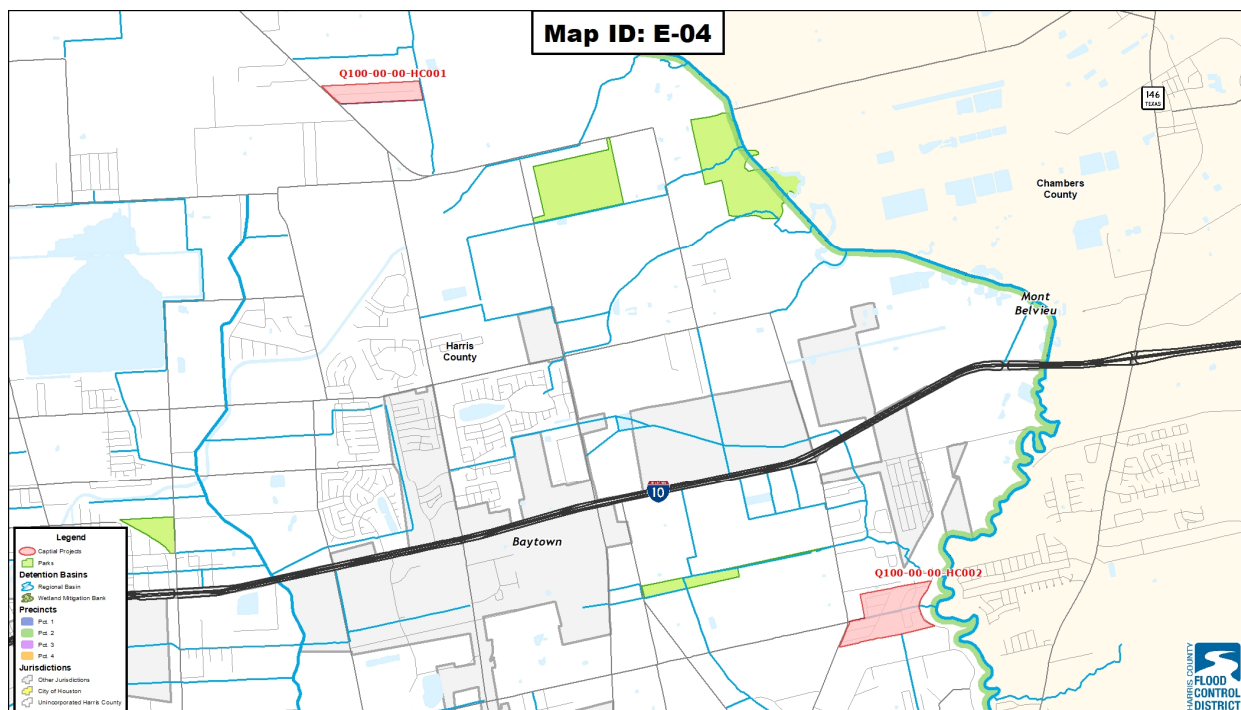 Map ID: E-04
Q100-00-00-HC001
146
TEXAS
Chambers
County
Mont
Belvieu
Harris
County
10
Baytown
Q100-00-00-HC002
Legend
Captial Projects
Parks
Detention Basins
Regional Basin
Wetland Mitigation Bank
Precincts
Pct. 1
Pct. 2
Pct. 3
Pct. 4
Jurisdictions
Other Jurisdictions
City of Houston
Unincorporated Harris County
HARRIS COUNTY
FLOOD
CONTROL
DISTRICT